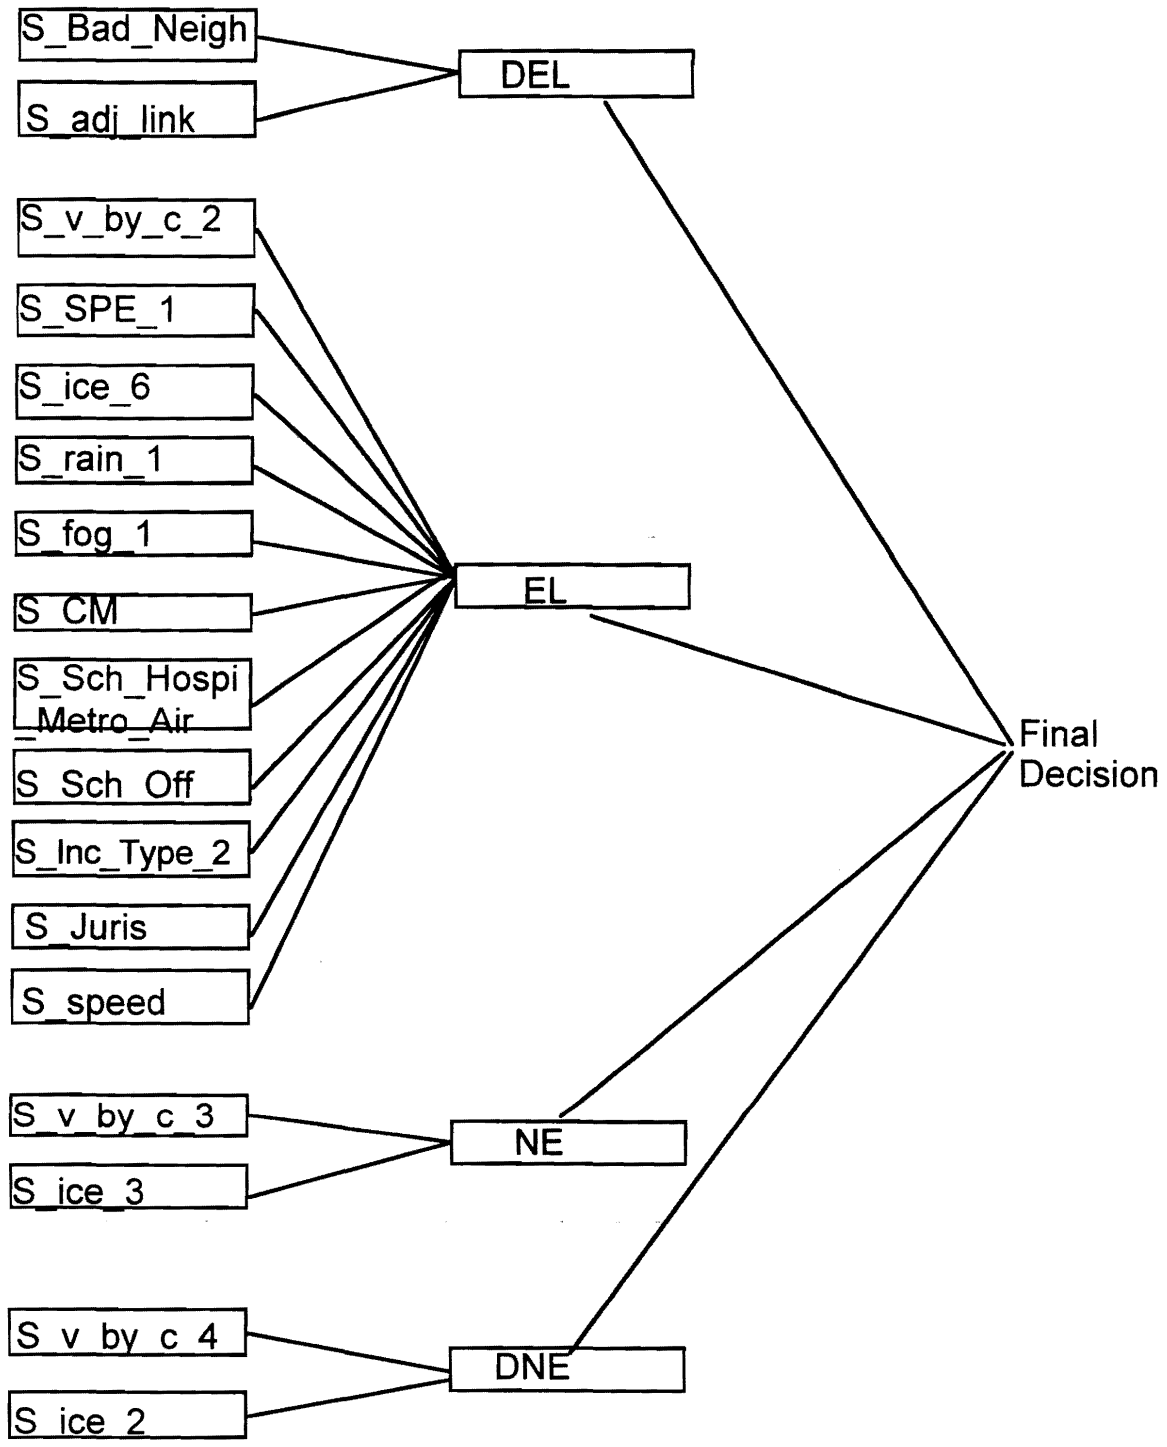 S_Bad_Neigh
S_adj_link
DEL
S_v_by_c_2
S_SPE_1
S_ice_6
S_rain_1
S_fog_1
S_CM
S_Sch_Hospi
_Metro_Air
S_Sch_Off
S_Inc_Type_2
S_Juris
S_speed
EL
Final
Decision
S_v_by_c_3
S_ice_3
NE
S_v_by_c_4
S_ice_2
DNE